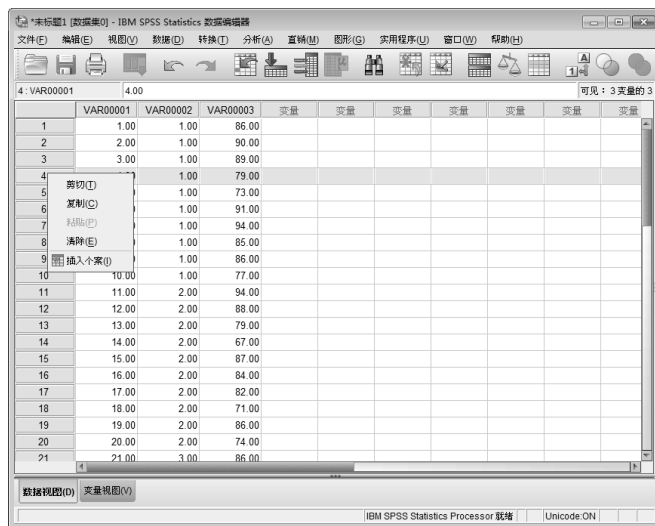 *未标题1 [数据集0] - IBM SPSS Statistics 数据编辑器
文件(F) 编辑(E) 视图(V) 数据(D) 转换(T) 分析(A) 直销(M) 图形(G) 实用程序(U) 窗口(W) 帮助(H)
4 : VAR00001 4.00 可见： 3 变量的 3
VAR00001 VAR00002 VAR00003 变量 变量 变量 变量 变量 变量 变量
1 1.00 1.00 86.00
2 2.00 1.00 90.00
3 3.00 1.00 89.00
4 1.00 79.00
5 1.00 73.00
6 1.00 91.00
7 1.00 94.00
8 1.00 85.00
9 1.00 86.00
剪切(T)
复制(C)
粘贴(P)
清除(E)
插入个案(I)
10 10.00 1.00 77.00
11 11.00 2.00 94.00
12 12.00 2.00 88.00
13 13.00 2.00 79.00
14 14.00 2.00 67.00
15 15.00 2.00 87.00
16 16.00 2.00 84.00
17 17.00 2.00 82.00
18 18.00 2.00 71.00
19 19.00 2.00 86.00
20 20.00 2.00 74.00
21 21.00 3.00 86.00
数据视图(D) 变量视图(V)
IBM SPSS Statistics Processor 就绪 Unicode:ON